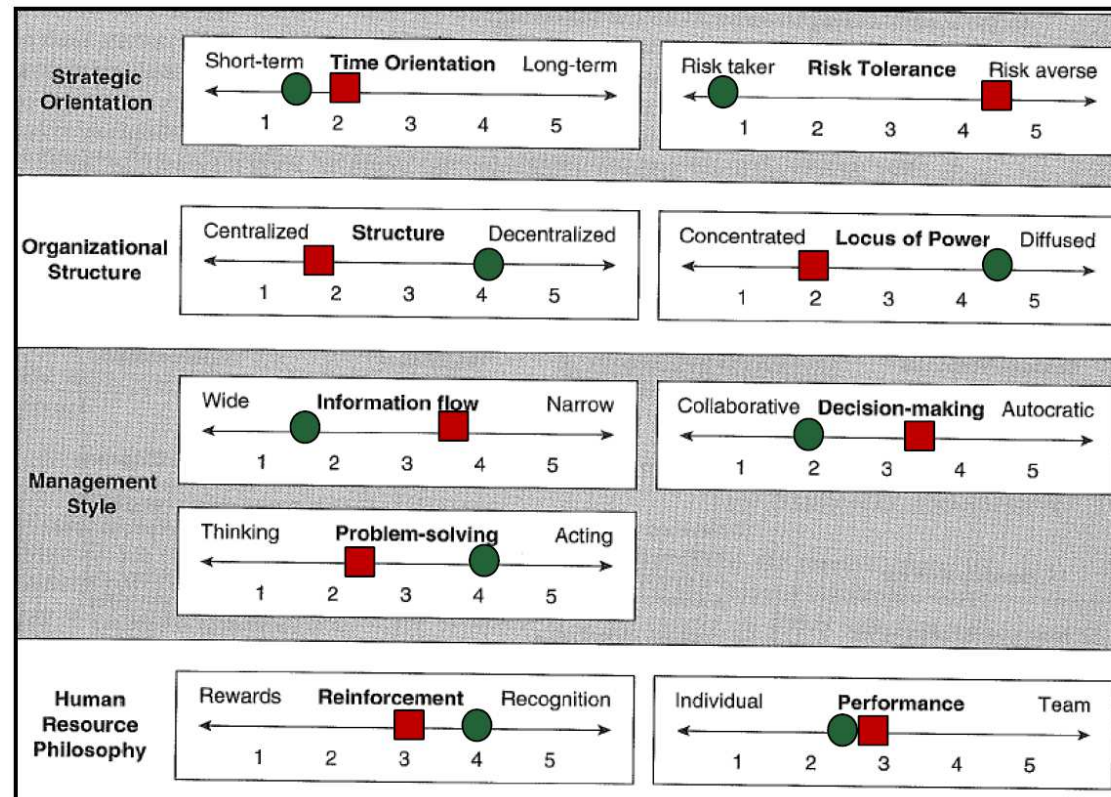 Strategic
Orientation
Short-term Time Orientation Long-term
1 2 3 4 5
Risk taker Risk Tolerance Risk averse
1 2 3 4 5
Organizational
Structure
Centralized Structure Decentralized
1 2 3 4 5
Concentrated Locus of Power Diffused
1 2 3 4 5
Management
Style
Wide Information flow Narrow
1 2 3 4 5
Collaborative Decision-making Autocratic
1 2 3 4 5
Thinking Problem-solving Acting
1 2 3 4 5
Human
Resource
Philosophy
Rewards Reinforcement Recognition
1 2 3 4 5
Individual Performance Team
1 2 3 4 5